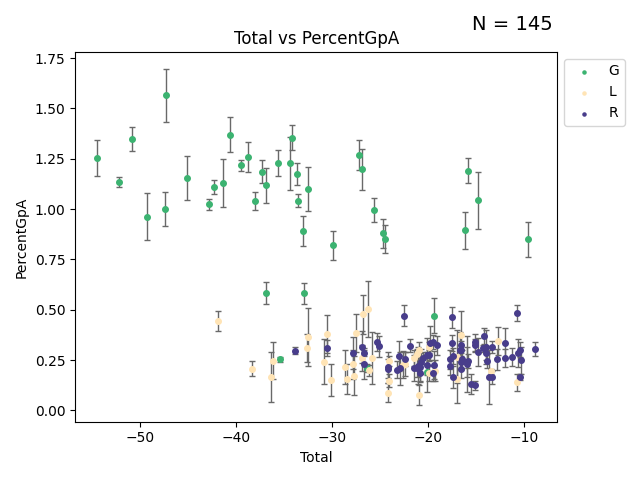 N = 145
Total vs PercentGpA
G
L
R
PercentGpA
1.75
1.50
1.25
1.00
0.75
0.50
0.25
0.00
−50 −40 −30 −20 −10
Total